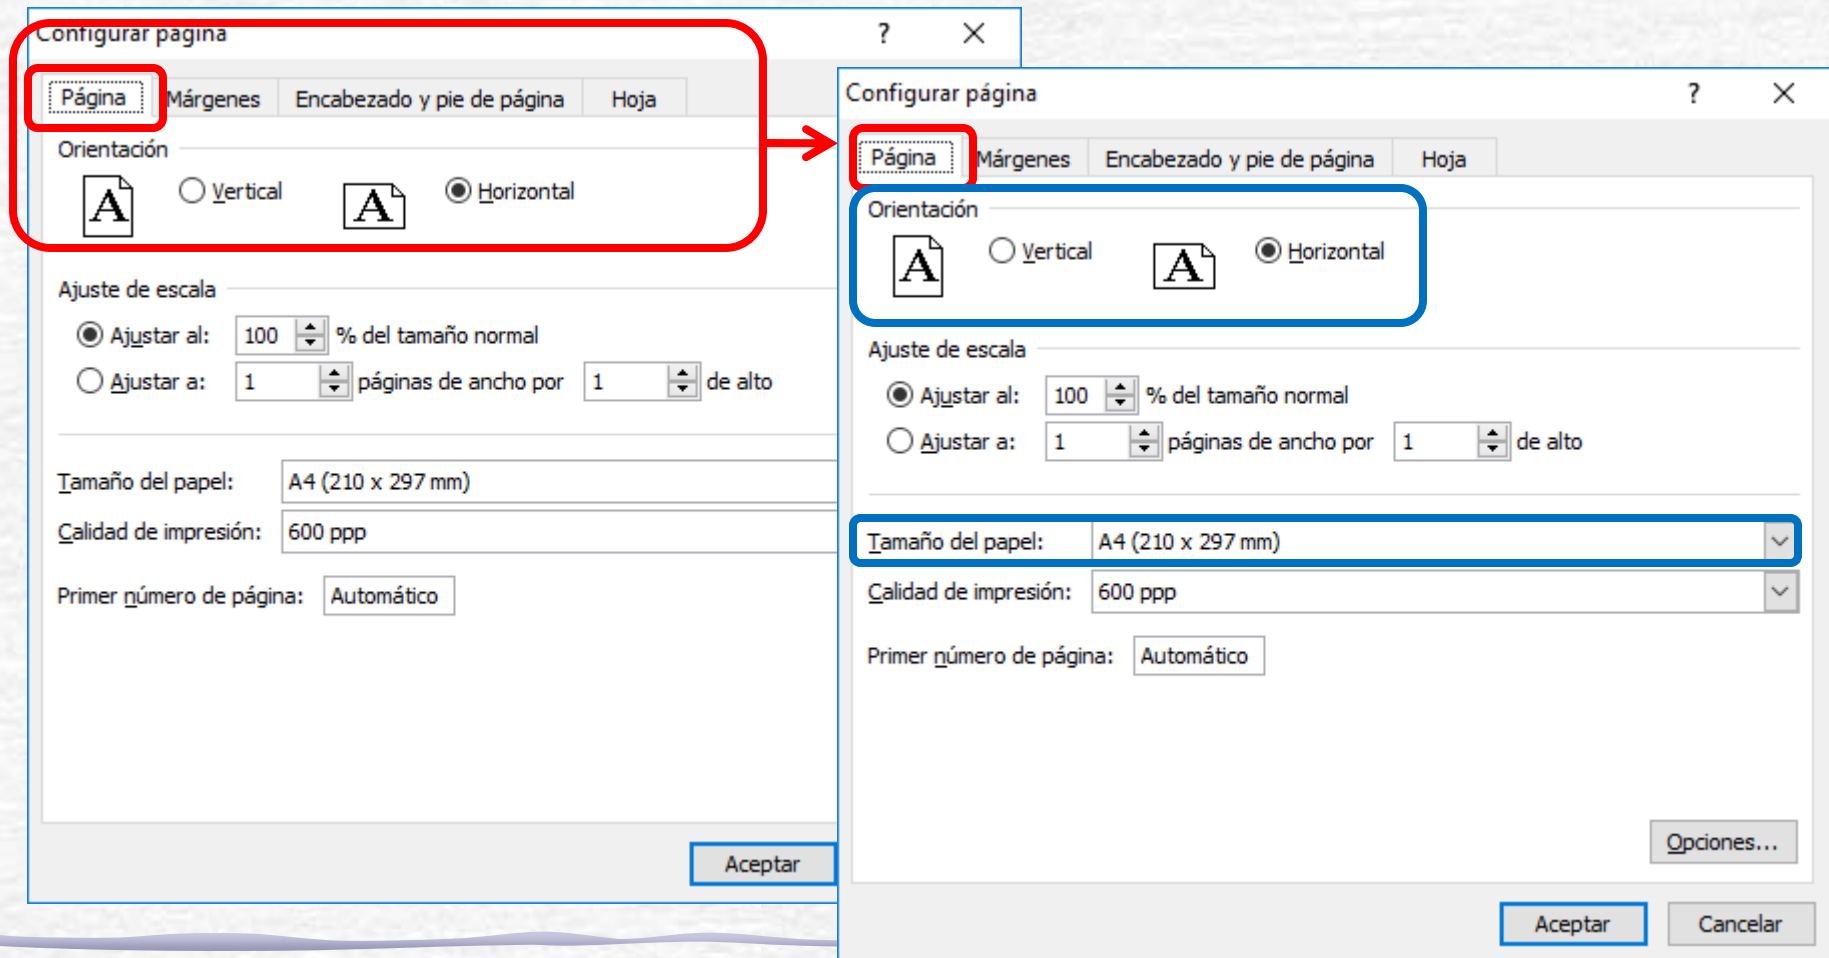 Configurar página
?
Página Márgenes Encabezado y pie de página Hoja
Orientación
A Vertical A Horizontal
Ajuste de escala
Ajustar al: 100 % del tamaño normal
Ajustar a: 1 páginas de ancho por 1 de alto
Tamaño del papel: A4 (210 x 297 mm)
Calidad de impresión: 600 ppp
Primer número de página: Automático
Aceptar
Configurar página
?
Página Márgenes Encabezado y pie de página Hoja
Orientación
A Vertical A Horizontal
Ajuste de escala
Ajustar al: 100 % del tamaño normal
Ajustar a: 1 páginas de ancho por 1 de alto
Tamaño del papel: A4 (210 x 297 mm)
Calidad de impresión: 600 ppp
Primer número de página: Automático
Opciones...
Aceptar Cancelar